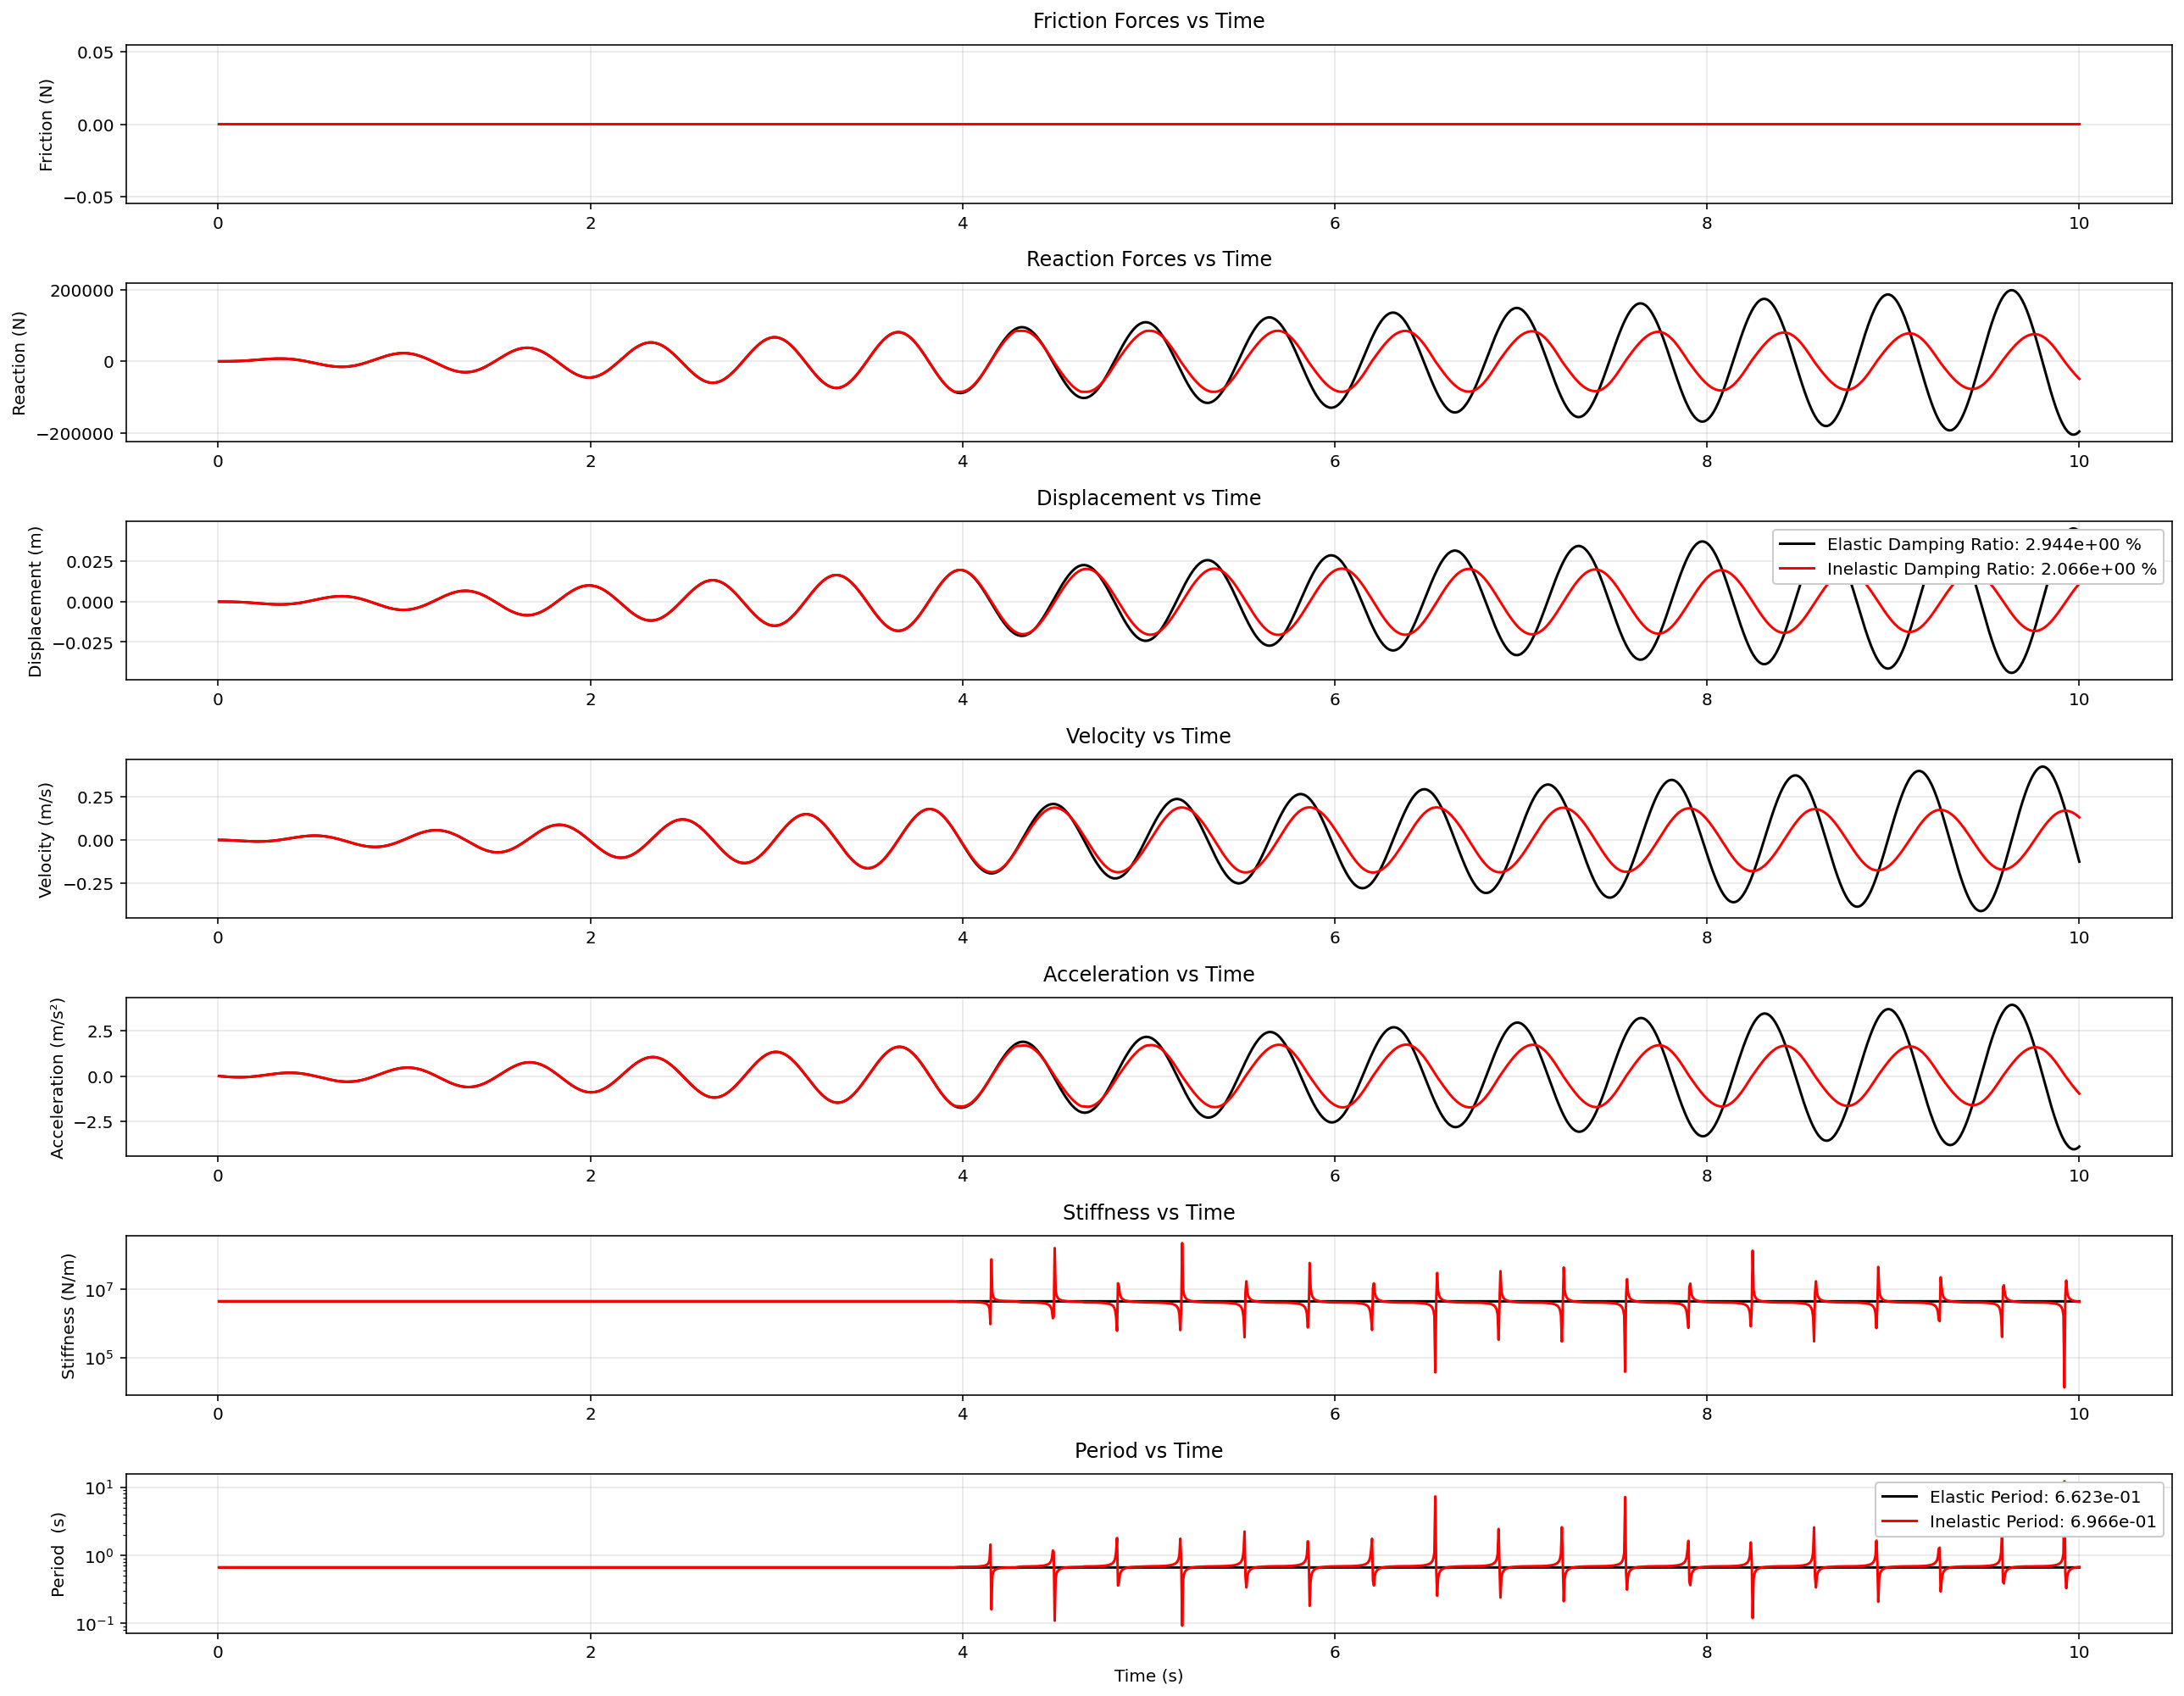 Friction Forces vs Time
Friction (N)
0.05
0.00
−0.05
0 2 4 6 8 10
Reaction Forces vs Time
Reaction (N)
200000
0
−200000
0 2 4 6 8 10
Displacement vs Time
Displacement (m)
0.025
0.000
−0.025
Elastic Damping Ratio: 2.944e+00 %
Inelastic Damping Ratio: 2.066e+00 %
0 2 4 6 8 10
Velocity vs Time
Velocity (m/s)
0.25
0.00
−0.25
0 2 4 6 8 10
Acceleration vs Time
Acceleration (m/s²)
2.5
0.0
−2.5
0 2 4 6 8 10
Stiffness vs Time
Stiffness (N/m)
10⁷
10⁵
0 2 4 6 8 10
Period vs Time
Period (s)
10¹
10⁰
10⁻¹
Elastic Period: 6.623e-01
Inelastic Period: 6.966e-01
0 2 4 6 8 10
Time (s)